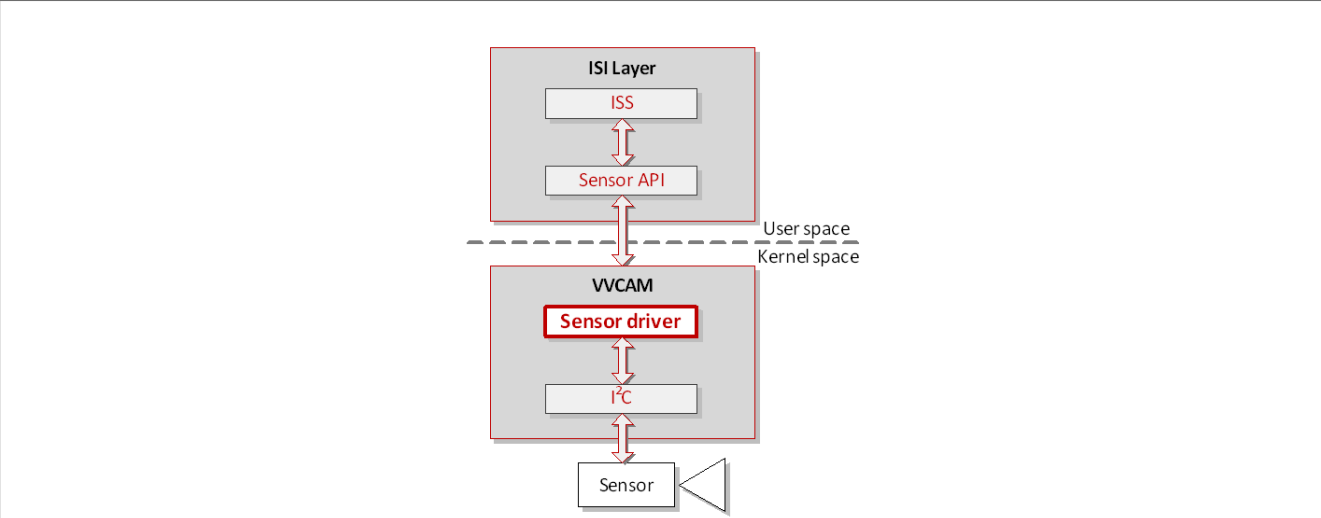 ISI Layer
ISS
Sensor API
User space
Kernel space
VVCAM
Sensor driver
I²C
Sensor